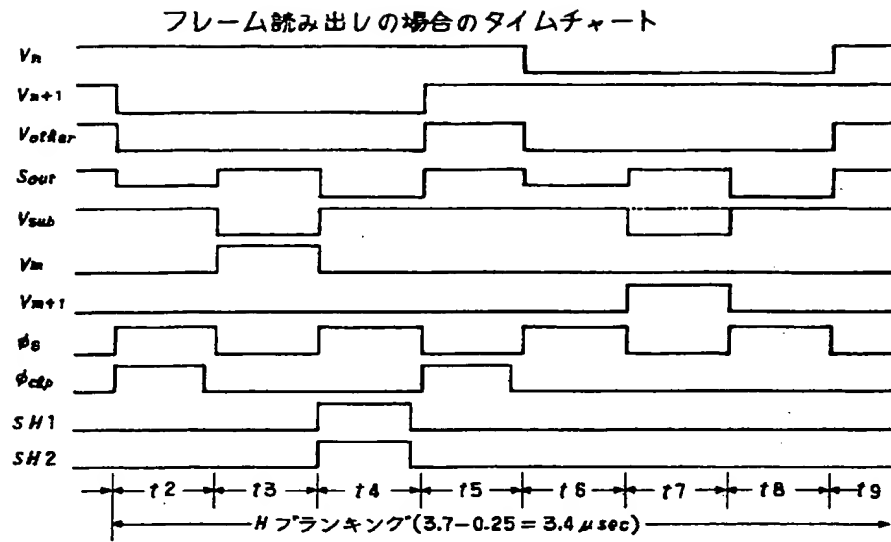 フレーム読み出しの場合のタイムチャート
Vn
Vn+1
Vother
Sout
Vsub
Vm
Vm+1
φs
φclp
SH1
SH2
t2 t3 t4 t5 t6 t7 t8 t9
Hブランキング(3.7-0.25=3.4μsec)